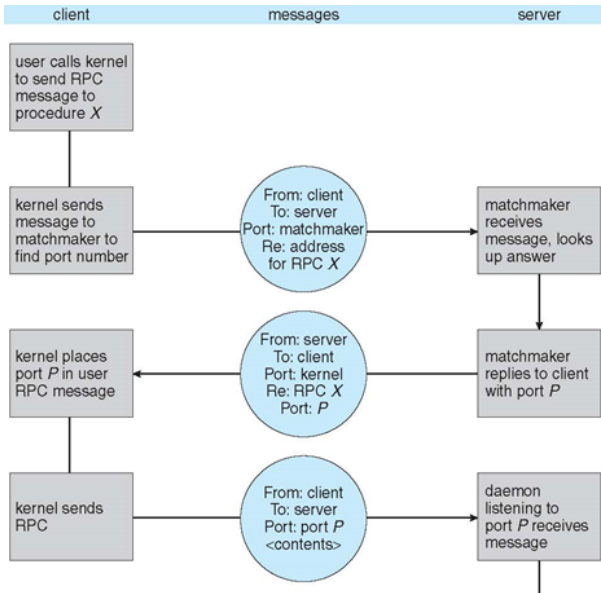 client
messages
server
user calls kernel
to send RPC
message to
procedure X
kernel sends
message to
matchmaker to
find port number
From: client
To: server
Port: matchmaker
Re: address
for RPC X
matchmaker
receives
message, looks
up answer
kernel places
port P in user
RPC message
From: server
To: client
Port: kernel
Re: RPC X
Port: P
matchmaker
replies to client
with port P
kernel sends
RPC
From: client
To: server
Port: port P
<contents>
daemon
listening to
port P receives
message